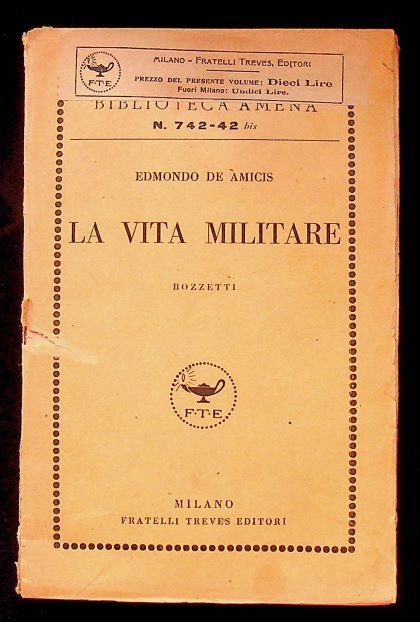 MILANO – FRATELLI TREVES, EDITORI
PREZZO DEL PRESENTE VOLUME: Dieci Lire
Fuori Milano: Undici Lire.
F·T·E
BIBLIOTECA AMENA
N. 742-42 bis
EDMONDO DE AMICIS
LA VITA MILITARE
BOZZETTI
F·T·E
MILANO
FRATELLI TREVES EDITORI